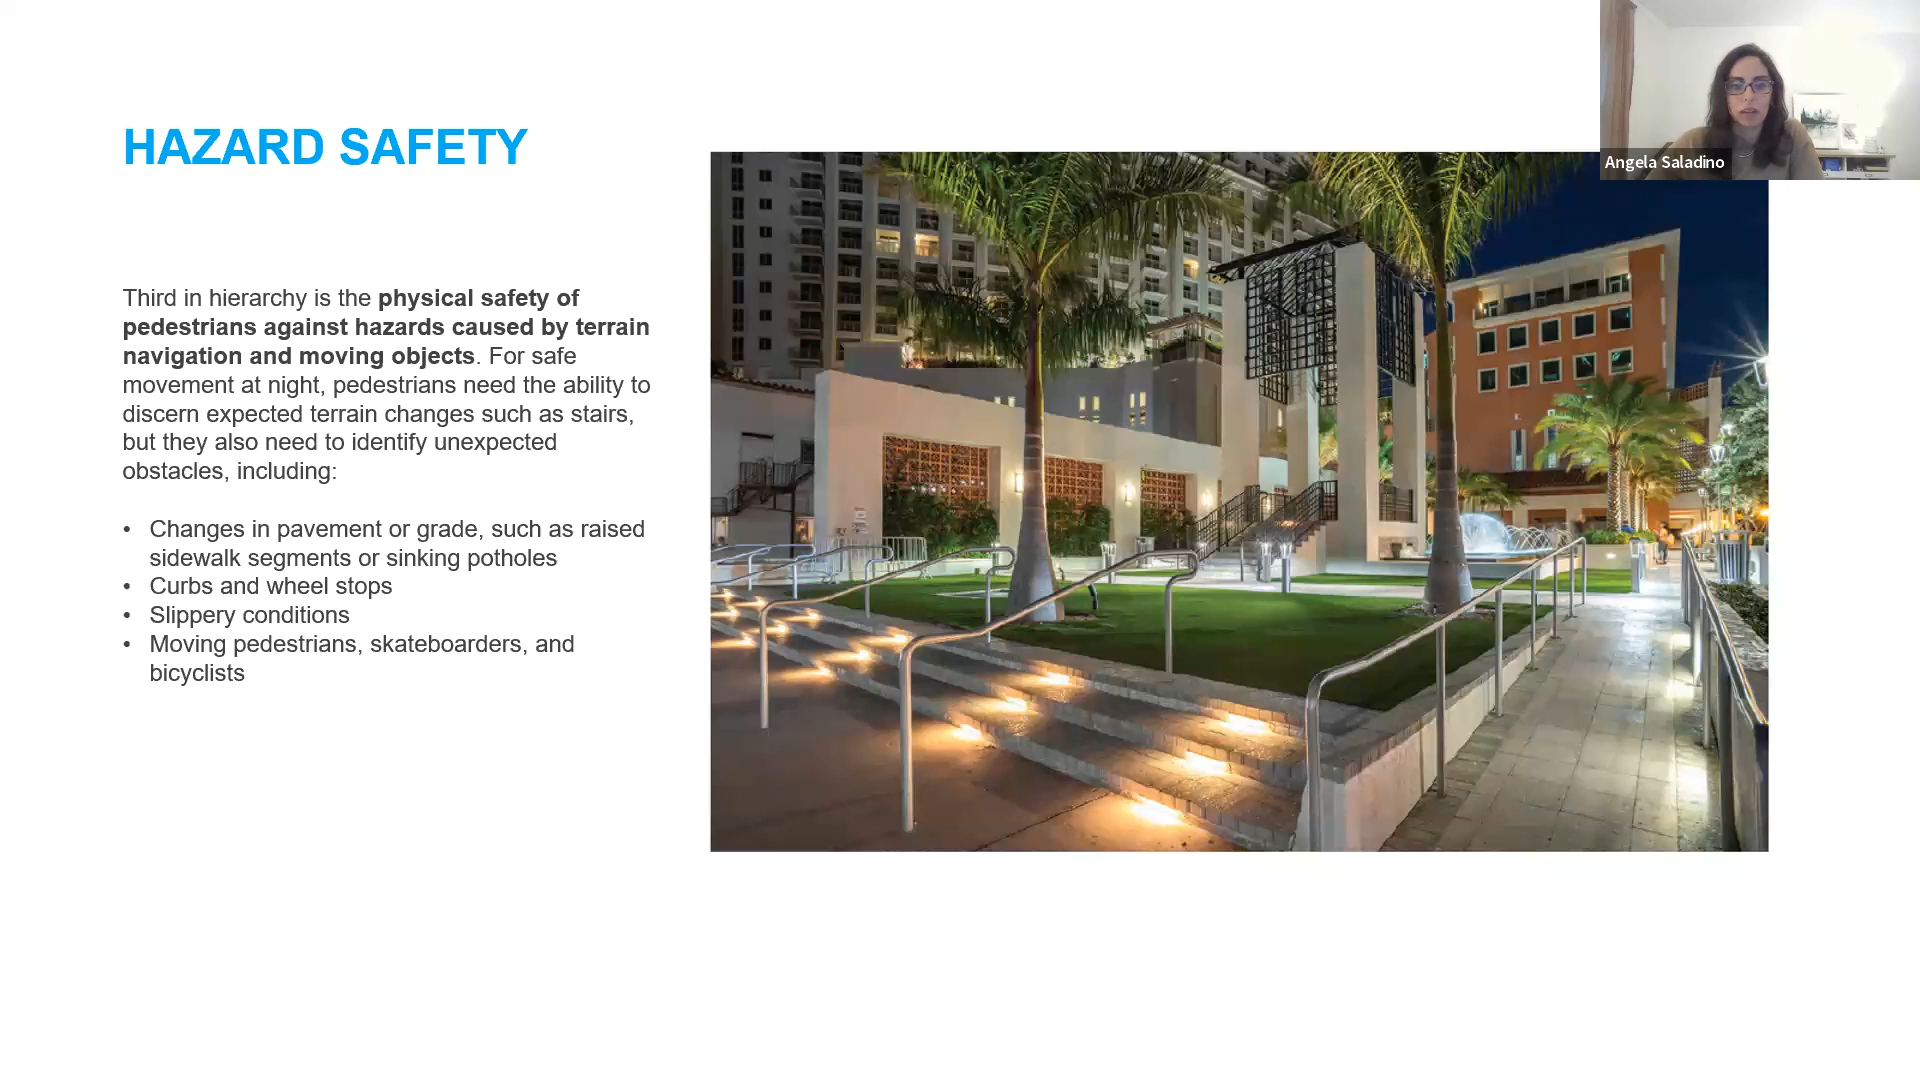 HAZARD SAFETY
Angela Saladino
Third in hierarchy is the physical safety of
pedestrians against hazards caused by terrain
navigation and moving objects. For safe
movement at night, pedestrians need the ability to
discern expected terrain changes such as stairs,
but they also need to identify unexpected
obstacles, including:
• Changes in pavement or grade, such as raised
sidewalk segments or sinking potholes
• Curbs and wheel stops
• Slippery conditions
• Moving pedestrians, skateboarders, and
bicyclists